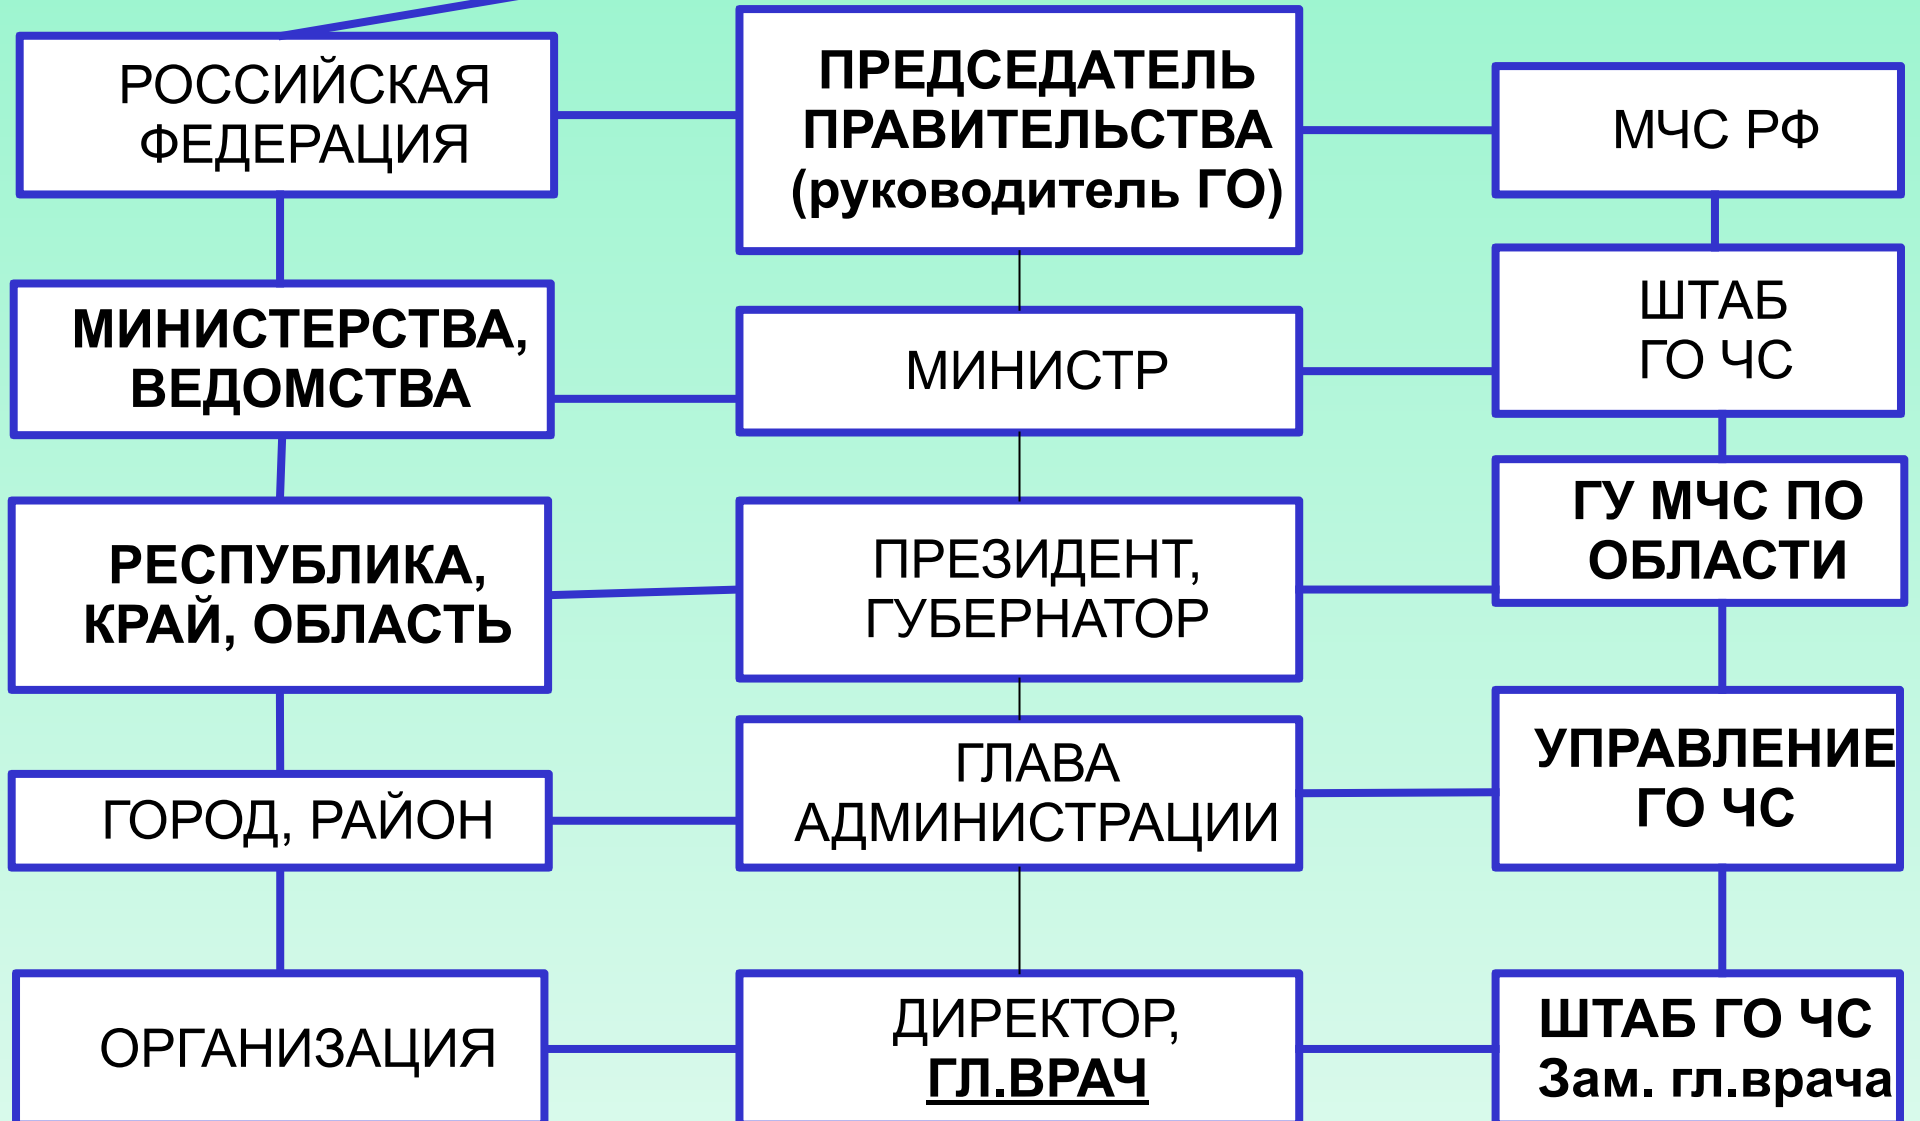 РОССИЙСКАЯ
ФЕДЕРАЦИЯ
ПРЕДСЕДАТЕЛЬ
ПРАВИТЕЛЬСТВА
(руководитель ГО)
МЧС РФ
МИНИСТЕРСТВА,
ВЕДОМСТВА
МИНИСТР
ШТАБ
ГО ЧС
РЕСПУБЛИКА,
КРАЙ, ОБЛАСТЬ
ПРЕЗИДЕНТ,
ГУБЕРНАТОР
ГУ МЧС ПО
ОБЛАСТИ
ГОРОД, РАЙОН
ГЛАВА
АДМИНИСТРАЦИИ
УПРАВЛЕНИЕ
ГО ЧС
ОРГАНИЗАЦИЯ
ДИРЕКТОР,
ГЛ.ВРАЧ
ШТАБ ГО ЧС
Зам. гл.врача